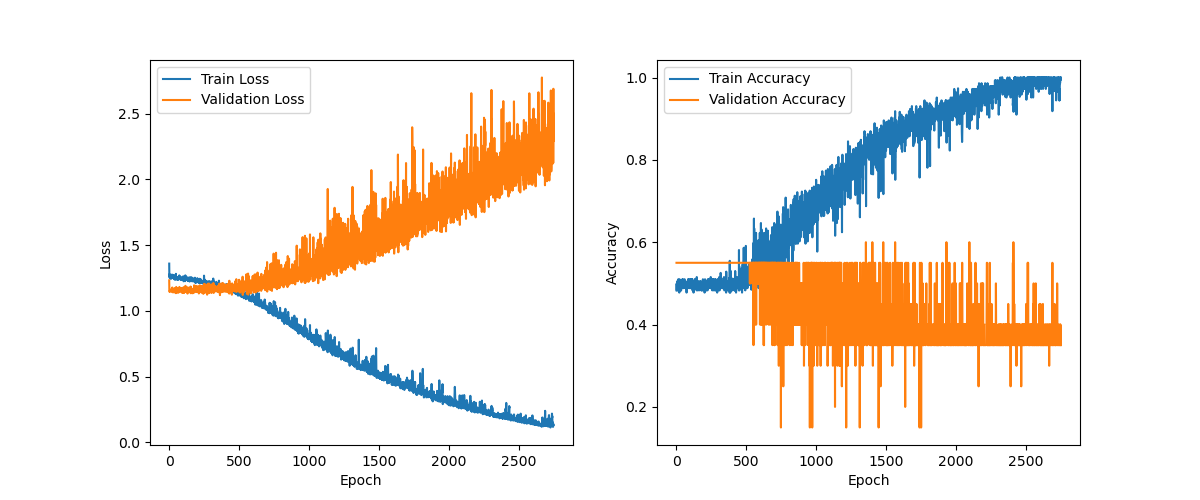 Train Loss
Validation Loss
2.5
2.0
1.5
1.0
0.5
0.0
Loss
0 500 1000 1500 2000 2500
Epoch
Train Accuracy
Validation Accuracy
1.0
0.8
0.6
0.4
0.2
Accuracy
0 500 1000 1500 2000 2500
Epoch